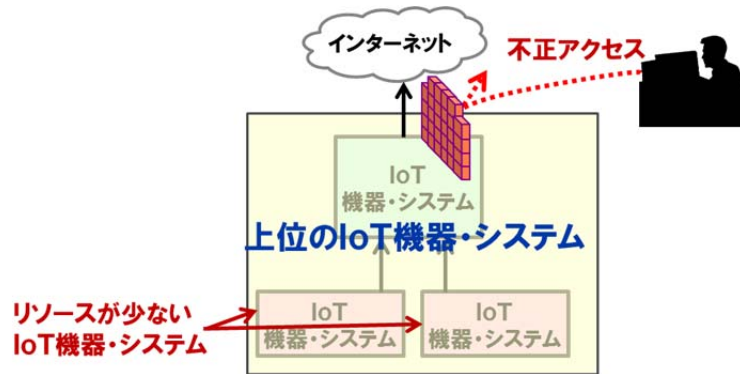 インターネット
不正アクセス
IoT
機器・システム
上位のIoT機器・システム
リソースが少ない
IoT機器・システム
IoT
機器・システム
IoT
機器・システム